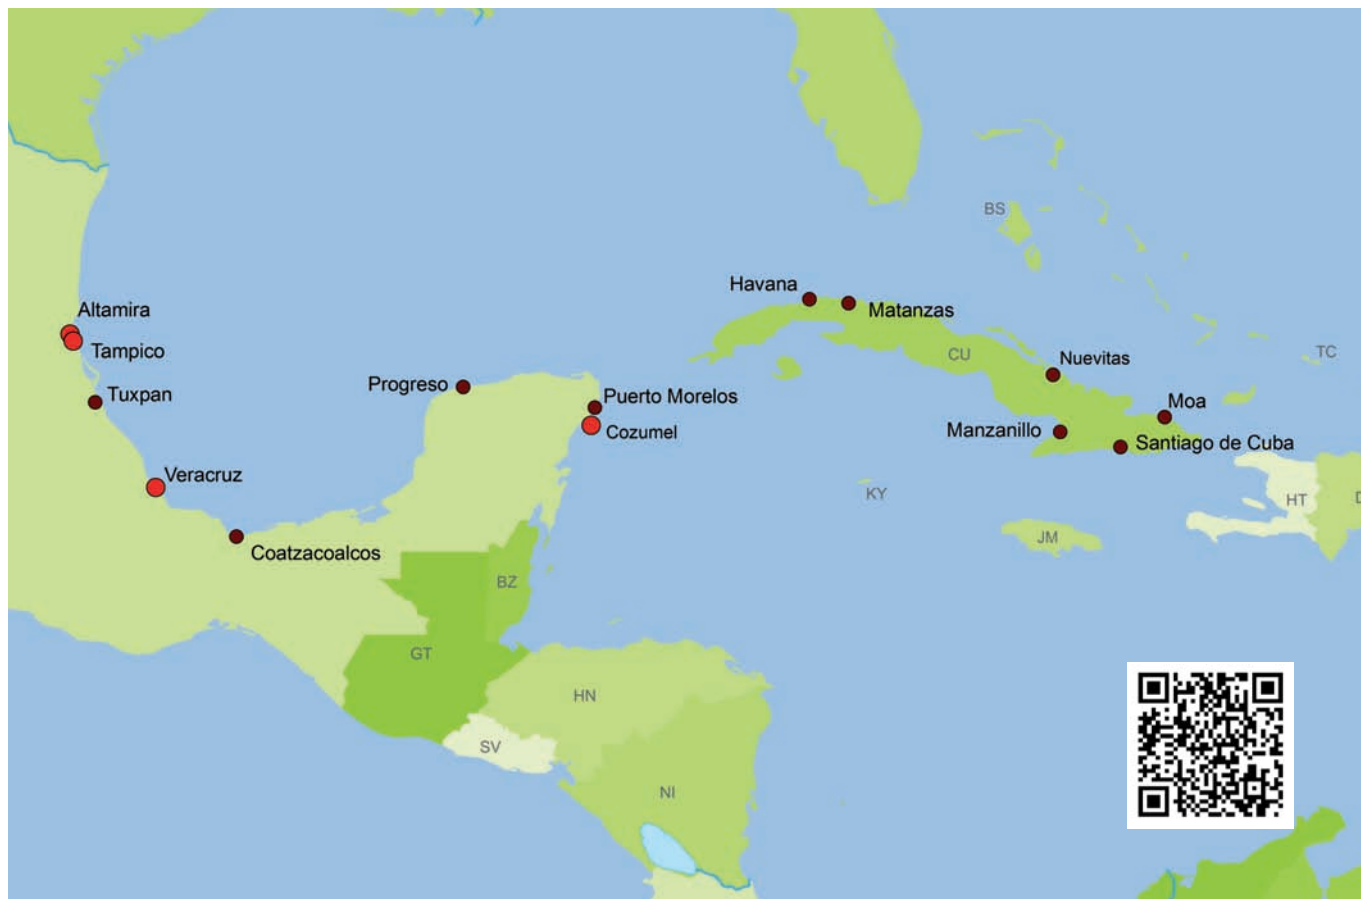 BS
Havana
Matanzas
Altamira
Tampico
CU
TC
Nuevitas
Progreso
Tuxpan
Puerto Morelos
Moa
Cozumel
Manzanillo
Santiago de Cuba
Veracruz
KY
HT
D
JM
Coatzacoalcos
BZ
GT
HN
SV
NI